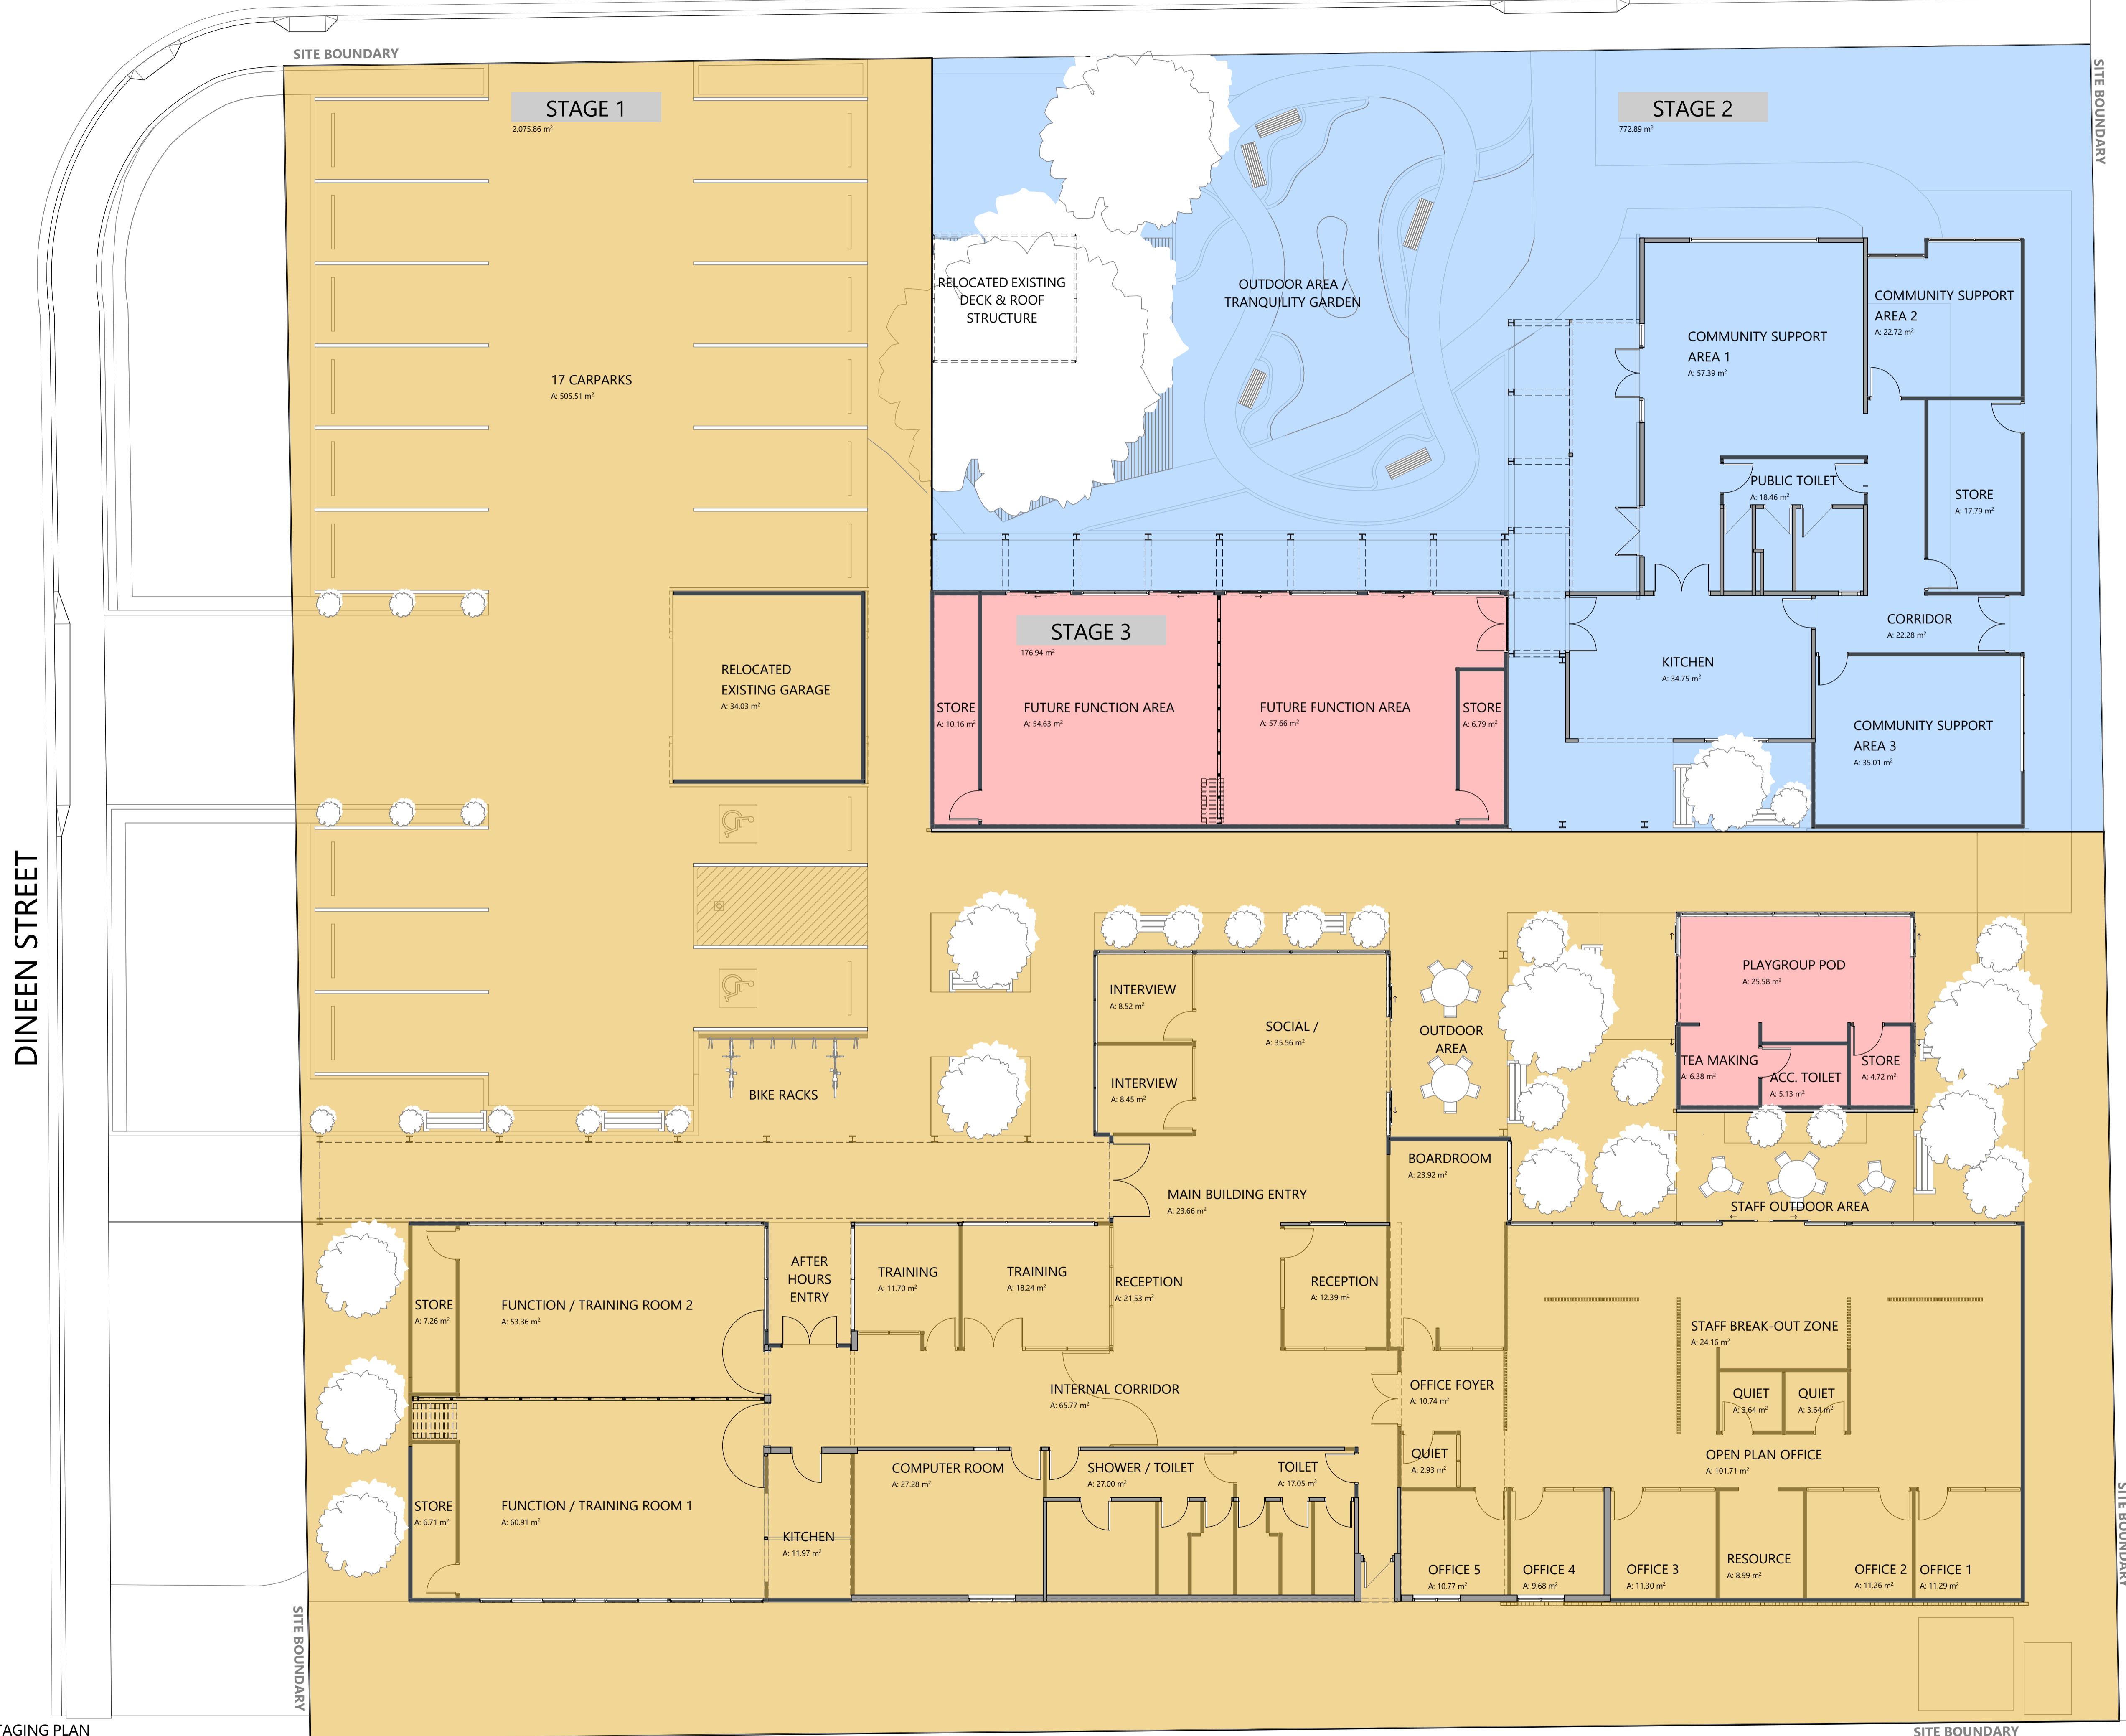 SITE BOUNDARY
STAGE 1
2,075.86 m²
STAGE 2
772.89 m²
SITE BOUNDARY
RELOCATED EXISTING
DECK & ROOF
STRUCTURE
OUTDOOR AREA /
TRANQUILITY GARDEN
COMMUNITY SUPPORT
AREA 2
A: 22.72 m²
COMMUNITY SUPPORT
AREA 1
A: 57.39 m²
17 CARPARKS
A: 505.51 m²
PUBLIC TOILET
A: 18.46 m²
STORE
A: 17.79 m²
STAGE 3
176.94 m²
CORRIDOR
A: 22.28 m²
KITCHEN
A: 34.75 m²
RELOCATED
EXISTING GARAGE
A: 34.03 m²
STORE
A: 10.16 m²
FUTURE FUNCTION AREA
A: 54.63 m²
FUTURE FUNCTION AREA
A: 57.66 m²
STORE
A: 6.79 m²
COMMUNITY SUPPORT
AREA 3
A: 35.01 m²
DINEEN STREET
INTERVIEW
A: 8.52 m²
SOCIAL /
A: 35.56 m²
OUTDOOR
AREA
PLAYGROUP POD
A: 25.58 m²
INTERVIEW
A: 8.45 m²
TEA MAKING
A: 6.38 m²
ACC. TOILET
A: 5.13 m²
STORE
A: 4.72 m²
BIKE RACKS
BOARDROOM
A: 23.92 m²
MAIN BUILDING ENTRY
A: 23.66 m²
STAFF OUTDOOR AREA
AFTER
HOURS
ENTRY
TRAINING
A: 11.70 m²
TRAINING
A: 18.24 m²
RECEPTION
A: 21.53 m²
RECEPTION
A: 12.39 m²
STORE
A: 7.26 m²
FUNCTION / TRAINING ROOM 2
A: 53.36 m²
STAFF BREAK-OUT ZONE
A: 24.16 m²
INTERNAL CORRIDOR
A: 65.77 m²
OFFICE FOYER
A: 10.74 m²
QUIET
A: 3.64 m²
QUIET
A: 3.64 m²
QUIET
A: 2.93 m²
OPEN PLAN OFFICE
A: 101.71 m²
COMPUTER ROOM
A: 27.28 m²
SHOWER / TOILET
A: 27.00 m²
TOILET
A: 17.05 m²
STORE
A: 6.71 m²
FUNCTION / TRAINING ROOM 1
A: 60.91 m²
KITCHEN
A: 11.97 m²
OFFICE 5
A: 10.77 m²
OFFICE 4
A: 9.68 m²
OFFICE 3
A: 11.30 m²
RESOURCE
A: 8.99 m²
OFFICE 2
A: 11.26 m²
OFFICE 1
A: 11.29 m²
SITE BOUNDARY
SITE BOUNDARY
TAGING PLAN
SITE BOUNDARY